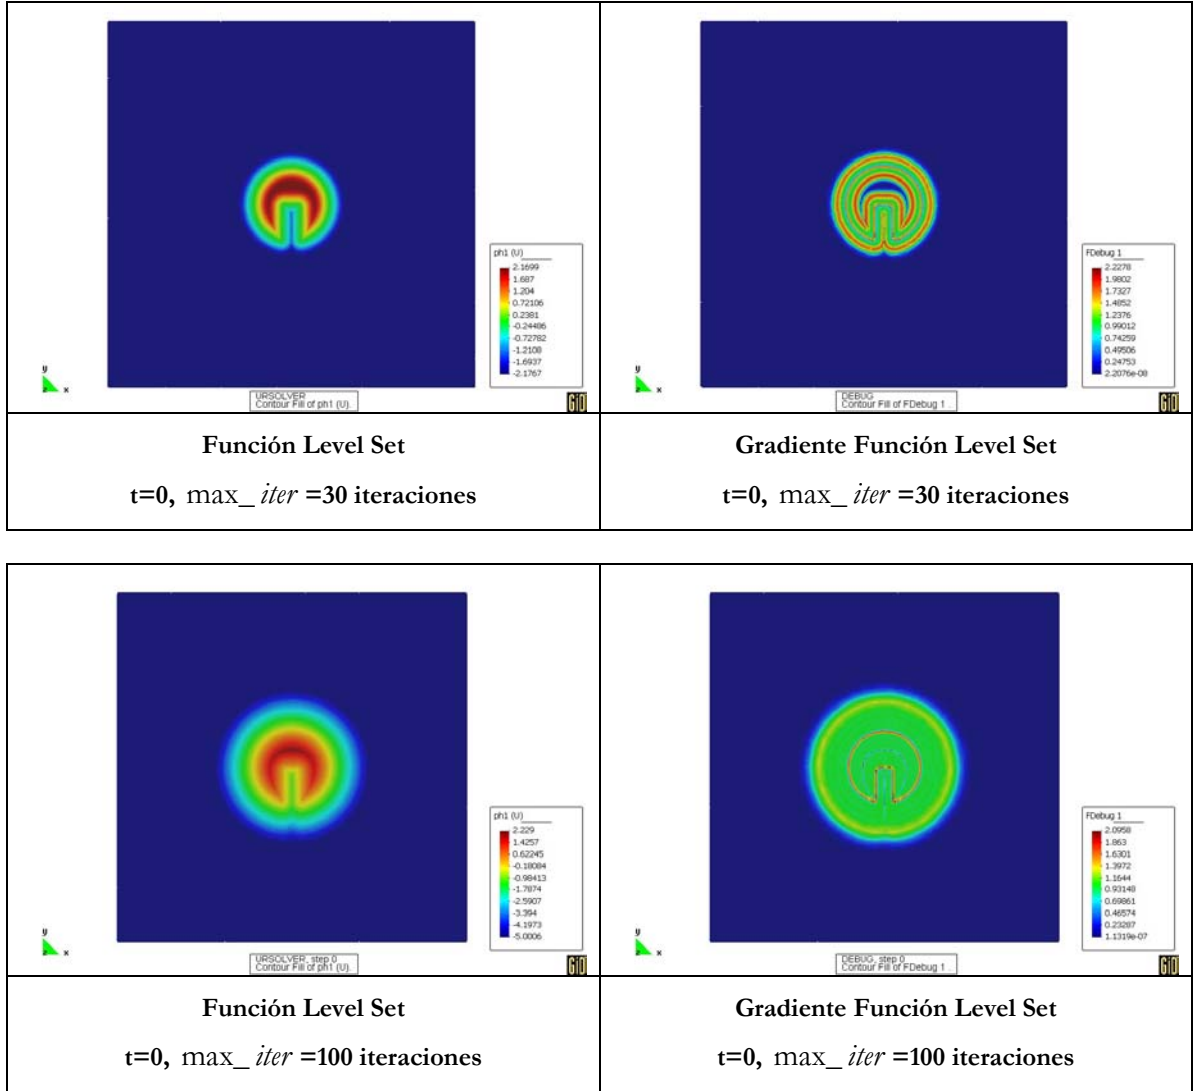 ph1 (U)
2.1699
1.687
1.204
0.72106
0.2381
-0.24486
-0.72782
-1.2108
-1.6937
-2.1767
y
z x
URSOLVER
Contour Fill of ph1 (U).
GiD
FDebug 1
2.2278
1.9802
1.7327
1.4852
1.2376
0.99012
0.74259
0.49506
0.24753
2.2076e-08
y
z x
DEBUG
Contour Fill of FDebug 1 .
GiD
Función Level Set
t=0, max_ iter =30 iteraciones
Gradiente Función Level Set
t=0, max_ iter =30 iteraciones
ph1 (U)
2.229
1.4257
0.62245
-0.18084
-0.98413
-1.7874
-2.5907
-3.394
-4.1973
-5.0006
y
z x
URSOLVER, step 0
Contour Fill of ph1 (U).
GiD
FDebug 1
2.0958
1.863
1.6301
1.3972
1.1644
0.93148
0.69861
0.46574
0.23287
1.1319e-07
y
z x
DEBUG, step 0
Contour Fill of FDebug 1 .
GiD
Función Level Set
t=0, max_ iter =100 iteraciones
Gradiente Función Level Set
t=0, max_ iter =100 iteraciones